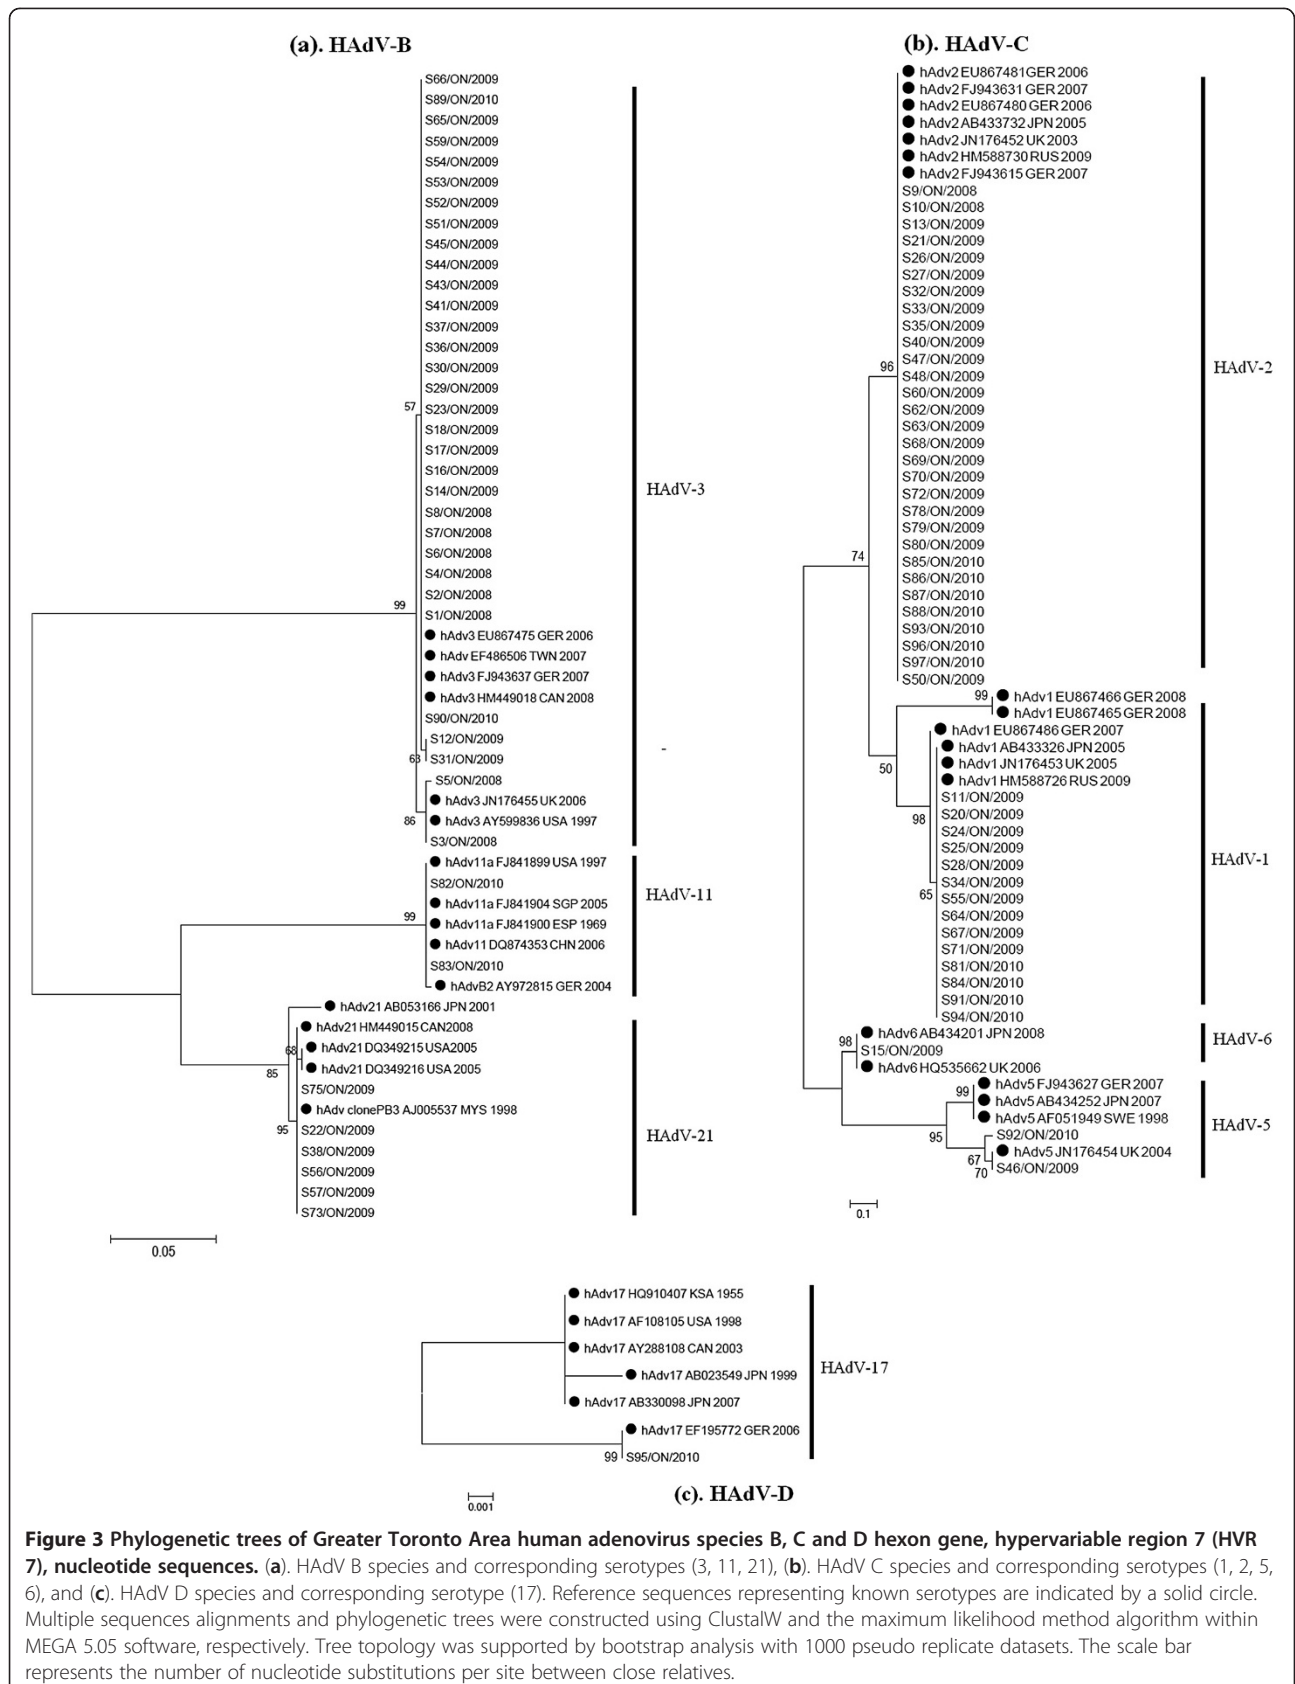 (a). HAdV-B
S66/ON/2009
S89/ON/2010
S65/ON/2009
S59/ON/2009
S54/ON/2009
S53/ON/2009
S52/ON/2009
S51/ON/2009
S45/ON/2009
S44/ON/2009
S43/ON/2009
S41/ON/2009
S37/ON/2009
S36/ON/2009
S30/ON/2009
S29/ON/2009
57
S23/ON/2009
S18/ON/2009
S17/ON/2009
S16/ON/2009
S14/ON/2009
HAdV-3
S8/ON/2008
S7/ON/2008
S6/ON/2008
S4/ON/2008
S2/ON/2008
99
S1/ON/2008
hAdv3 EU867475 GER 2006
hAdv EF486506 TWN 2007
hAdv3 FJ943637 GER 2007
hAdv3 HM449018 CAN 2008
S90/ON/2010
S12/ON/2009
-
63
S31/ON/2009
S5/ON/2008
hAdv3 JN176455 UK 2006
86
hAdv3 AY599836 USA 1997
S3/ON/2008
hAdv11a FJ841899 USA 1997
S82/ON/2010
HAdV-11
hAdv11a FJ841904 SGP 2005
99
hAdv11a FJ841900 ESP 1969
hAdv11 DQ874353 CHN 2006
S83/ON/2010
hAdvB2 AY972815 GER 2004
hAdv21 AB053166 JPN 2001
hAdv21 HM449015 CAN2008
68
hAdv21 DQ349215 USA2005
85
hAdv21 DQ349216 USA 2005
S75/ON/2009
hAdv clonePB3 AJ005537 MYS 1998
95
S22/ON/2009
HAdV-21
S38/ON/2009
S56/ON/2009
S57/ON/2009
S73/ON/2009
0.05
(b). HAdV-C
hAdv2 EU867481GER 2006
hAdv2 FJ943631 GER 2007
hAdv2 EU867480 GER 2006
hAdv2 AB433732 JPN 2005
hAdv2 JN176452 UK 2003
hAdv2 HM588730 RUS 2009
hAdv2 FJ943615 GER 2007
S9/ON/2008
S10/ON/2008
S13/ON/2009
S21/ON/2009
S26/ON/2009
S27/ON/2009
S32/ON/2009
S33/ON/2009
S35/ON/2009
S40/ON/2009
S47/ON/2009
96
HAdV-2
S48/ON/2009
S60/ON/2009
S62/ON/2009
S63/ON/2009
S68/ON/2009
S69/ON/2009
S70/ON/2009
S72/ON/2009
S78/ON/2009
S79/ON/2009
S80/ON/2009
74
S85/ON/2010
S86/ON/2010
S87/ON/2010
S88/ON/2010
S93/ON/2010
S96/ON/2010
S97/ON/2010
S50/ON/2009
99
hAdv1 EU867466 GER 2008
hAdv1 EU867465 GER 2008
hAdv1 EU867486 GER 2007
hAdv1 AB433326 JPN 2005
50
hAdv1 JN176453 UK 2005
hAdv1 HM588726 RUS 2009
S11/ON/2009
98
S20/ON/2009
S24/ON/2009
S25/ON/2009
HAdV-1
S28/ON/2009
S34/ON/2009
65
S55/ON/2009
S64/ON/2009
S67/ON/2009
S71/ON/2009
S81/ON/2010
S84/ON/2010
S91/ON/2010
S94/ON/2010
hAdv6 AB434201 JPN 2008
98
S15/ON/2009
HAdV-6
hAdv6 HQ535662 UK 2006
hAdv5 FJ943627 GER 2007
99
hAdv5 AB434252 JPN 2007
hAdv5 AF051949 SWE 1998
HAdV-5
95
S92/ON/2010
hAdv5 JN176454 UK 2004
67
S46/ON/2009
70
0.1
hAdv17 HQ910407 KSA 1955
hAdv17 AF108105 USA 1998
hAdv17 AY288108 CAN 2003
HAdV-17
hAdv17 AB023549 JPN 1999
hAdv17 AB330098 JPN 2007
hAdv17 EF195772 GER 2006
99
S95/ON/2010
0.001
(c). HAdV-D
Figure 3 Phylogenetic trees of Greater Toronto Area human adenovirus species B, C and D hexon gene, hypervariable region 7 (HVR
7), nucleotide sequences. (a). HAdV B species and corresponding serotypes (3, 11, 21), (b). HAdV C species and corresponding serotypes (1, 2, 5,
6), and (c). HAdV D species and corresponding serotype (17). Reference sequences representing known serotypes are indicated by a solid circle.
Multiple sequences alignments and phylogenetic trees were constructed using ClustalW and the maximum likelihood method algorithm within
MEGA 5.05 software, respectively. Tree topology was supported by bootstrap analysis with 1000 pseudo replicate datasets. The scale bar
represents the number of nucleotide substitutions per site between close relatives.